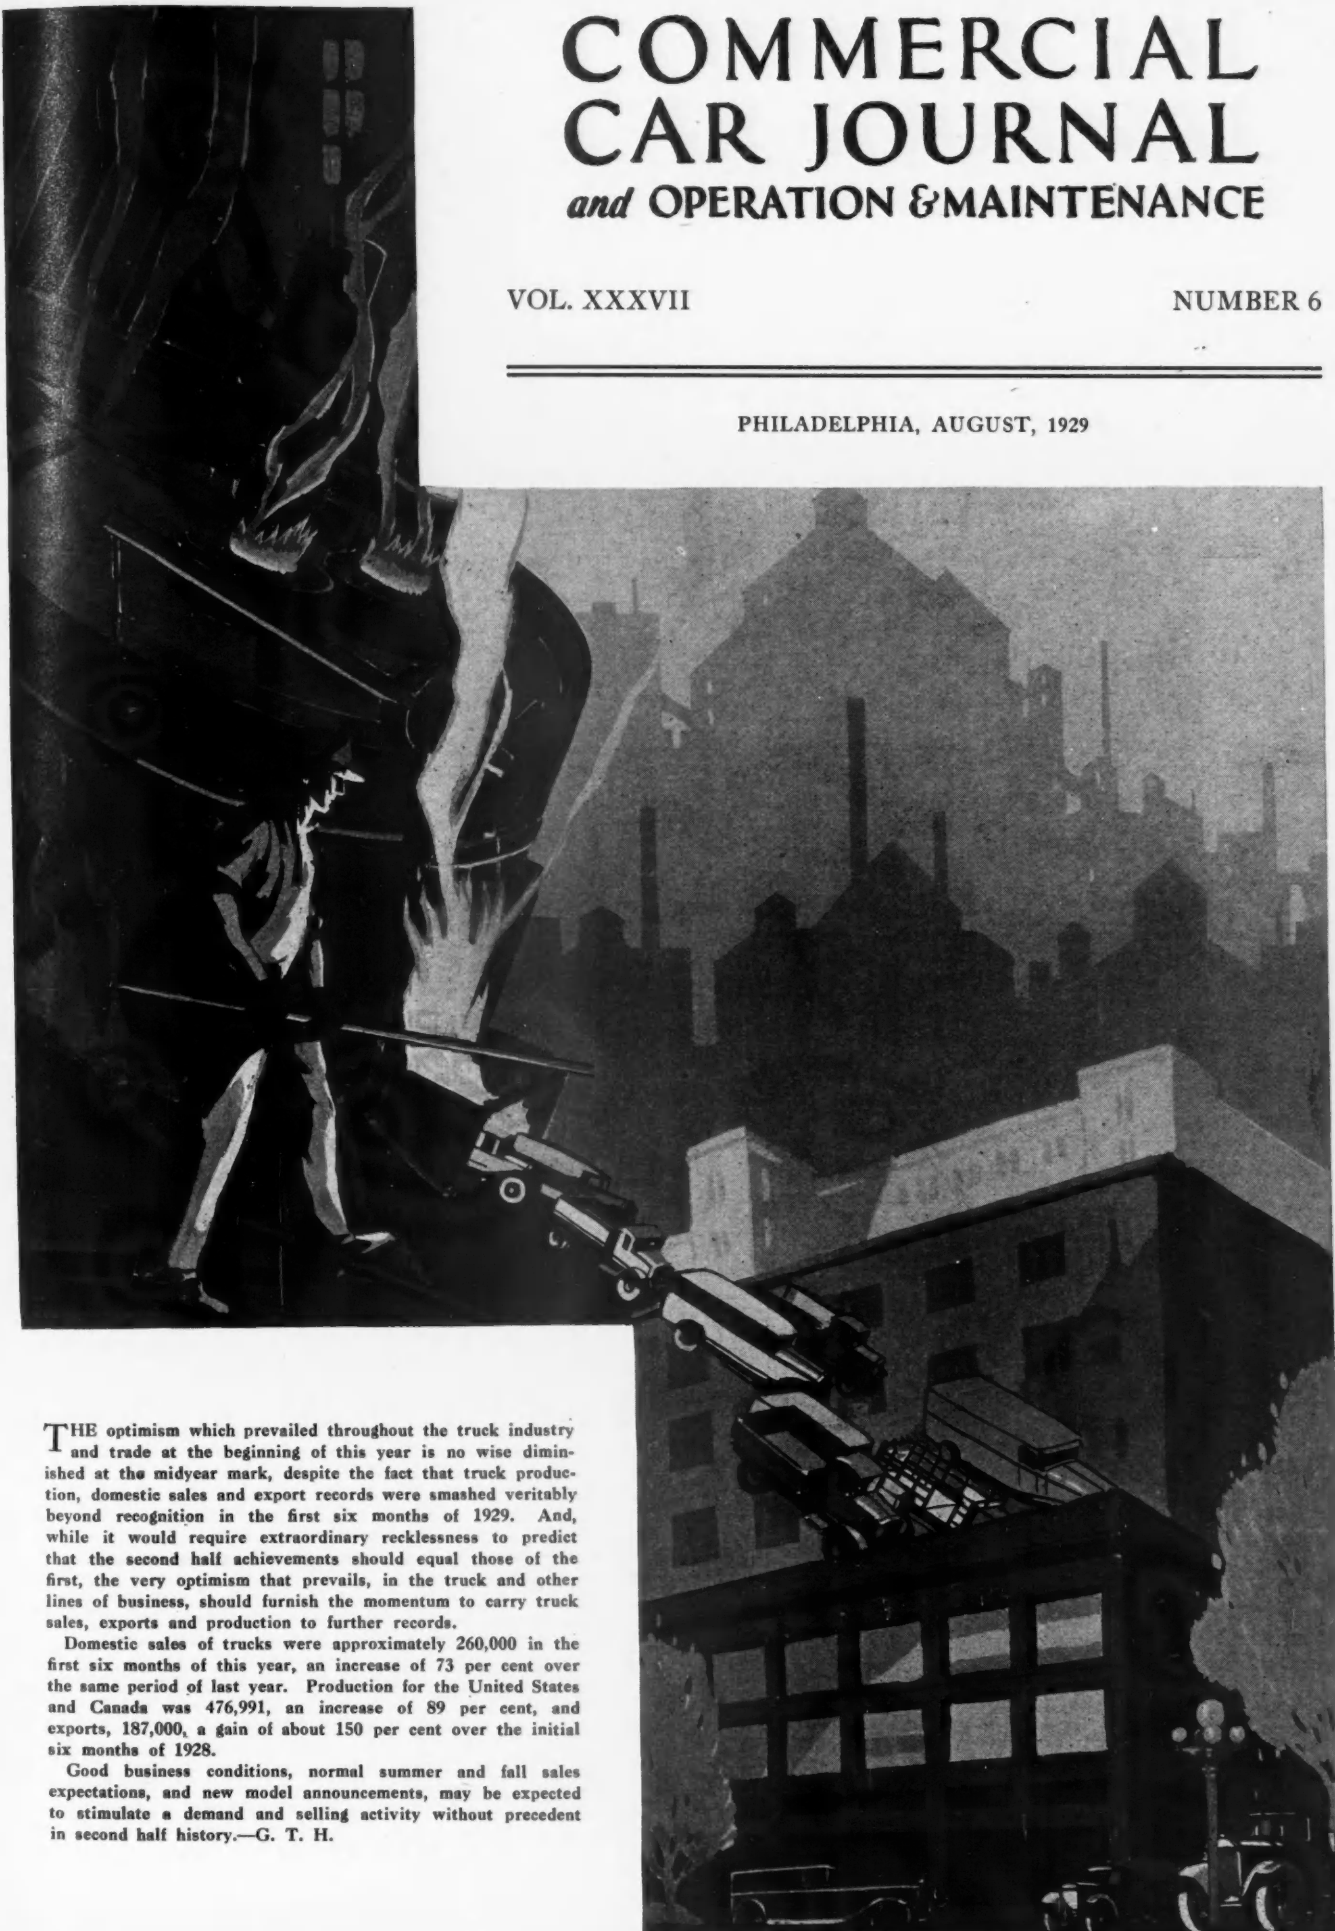 COMMERCIAL
CAR JOURNAL
and OPERATION & MAINTENANCE
VOL. XXXVII
NUMBER 6
PHILADELPHIA, AUGUST, 1929
THE optimism which prevailed throughout the truck industry
and trade at the beginning of this year is no wise dimin-
ished at the midyear mark, despite the fact that truck produc-
tion, domestic sales and export records were smashed veritably
beyond recognition in the first six months of 1929. And,
while it would require extraordinary recklessness to predict
that the second half achievements should equal those of the
first, the very optimism that prevails, in the truck and other
lines of business, should furnish the momentum to carry truck
sales, exports and production to further records.
Domestic sales of trucks were approximately 260,000 in the
first six months of this year, an increase of 73 per cent over
the same period of last year. Production for the United States
and Canada was 476,991, an increase of 89 per cent, and
exports, 187,000, a gain of about 150 per cent over the initial
six months of 1928.
Good business conditions, normal summer and fall sales
expectations, and new model announcements, may be expected
to stimulate a demand and selling activity without precedent
in second half history.—G. T. H.